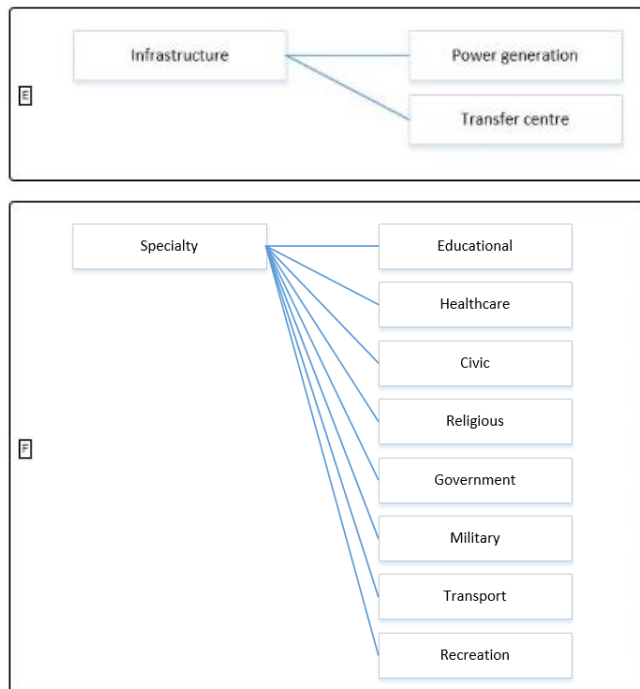 Infrastructure
Power generation
E
Transfer centre
Specialty
Educational
Healthcare
Civic
Religious
F
Government
Military
Transport
Recreation